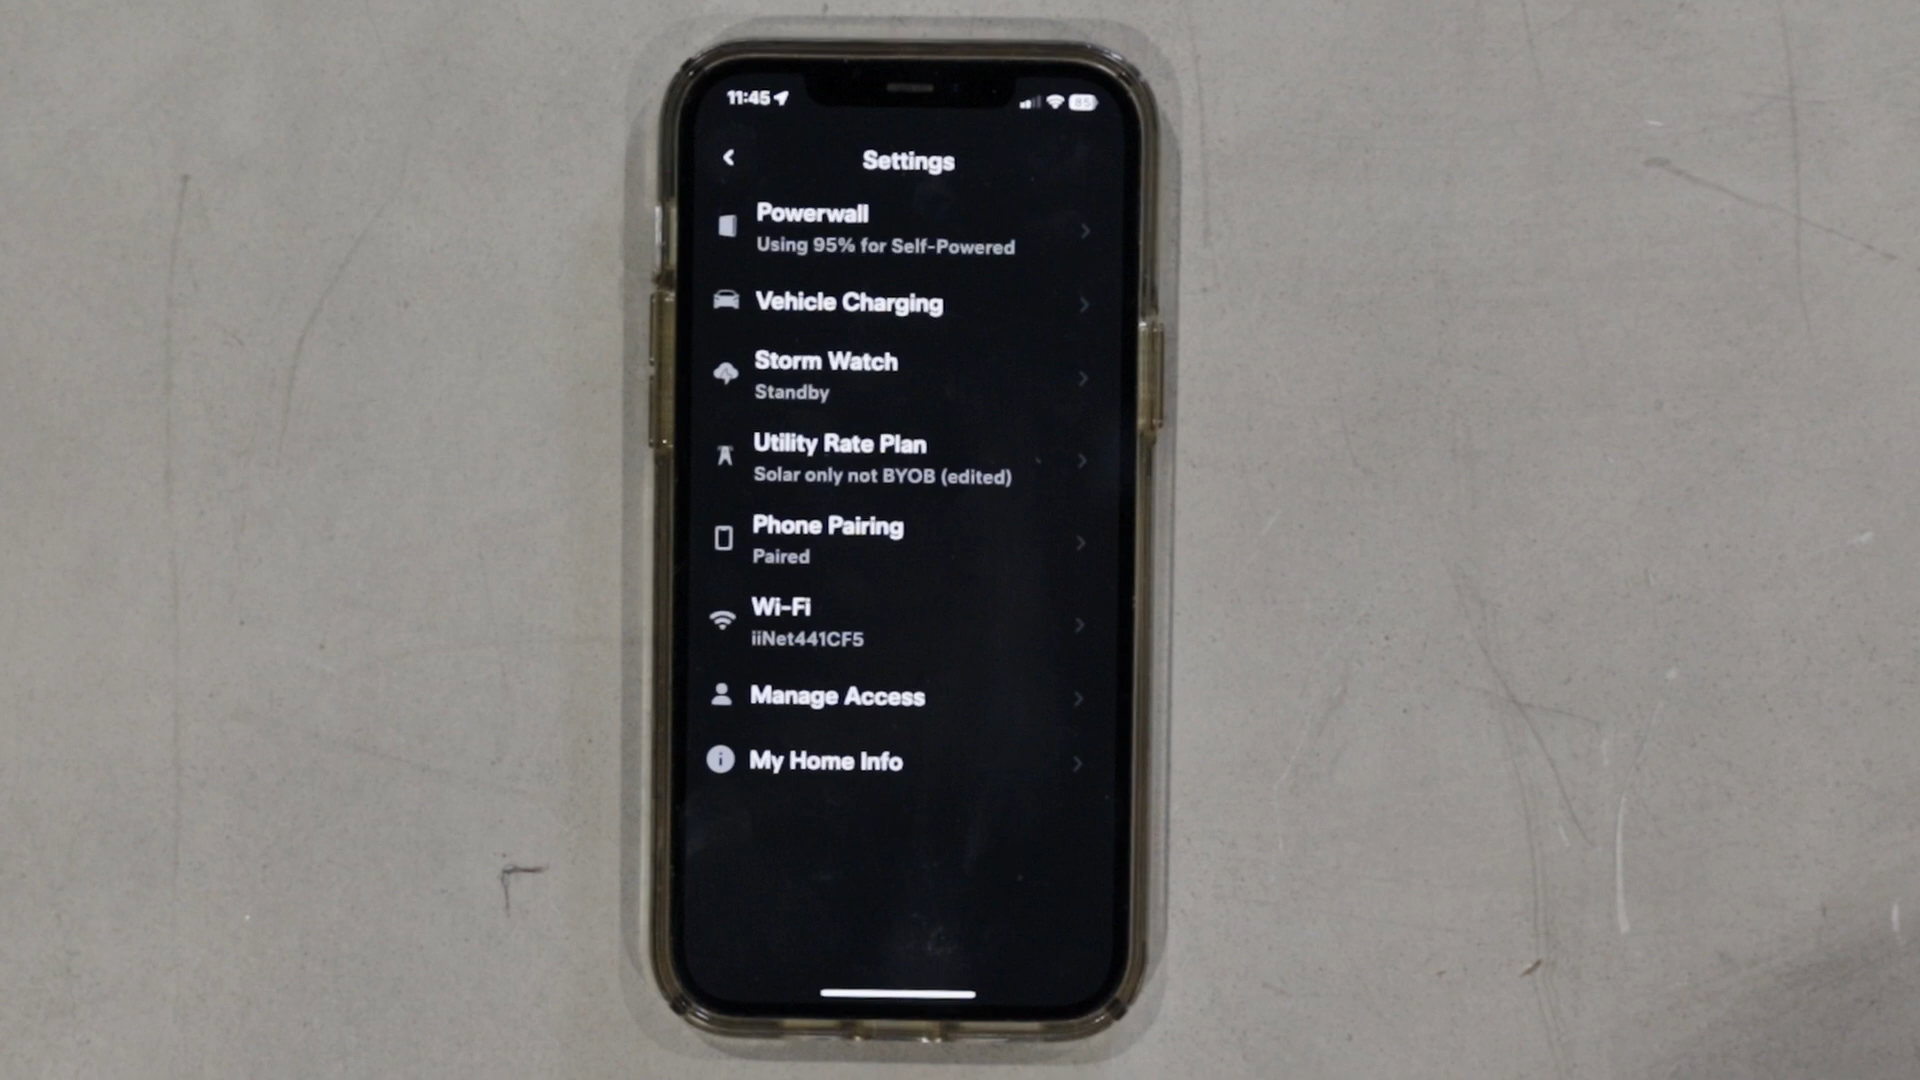 11:45
85
Settings
Powerwall
Using 95% for Self-Powered
Vehicle Charging
Storm Watch
Standby
Utility Rate Plan
Solar only not BYOB (edited)
Phone Pairing
Paired
Wi-Fi
iiNet441CF5
Manage Access
My Home Info